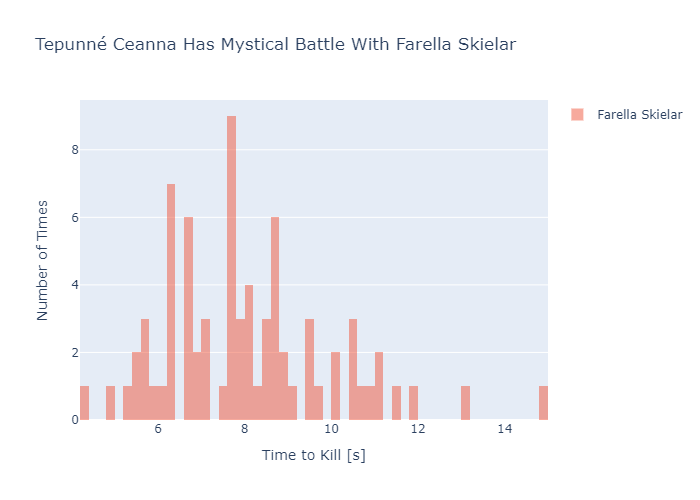 Tepunné Ceanna Has Mystical Battle With Farella Skielar
Farella Skielar
Number of Times
8
6
4
2
0
6
8
10
12
14
Time to Kill [s]